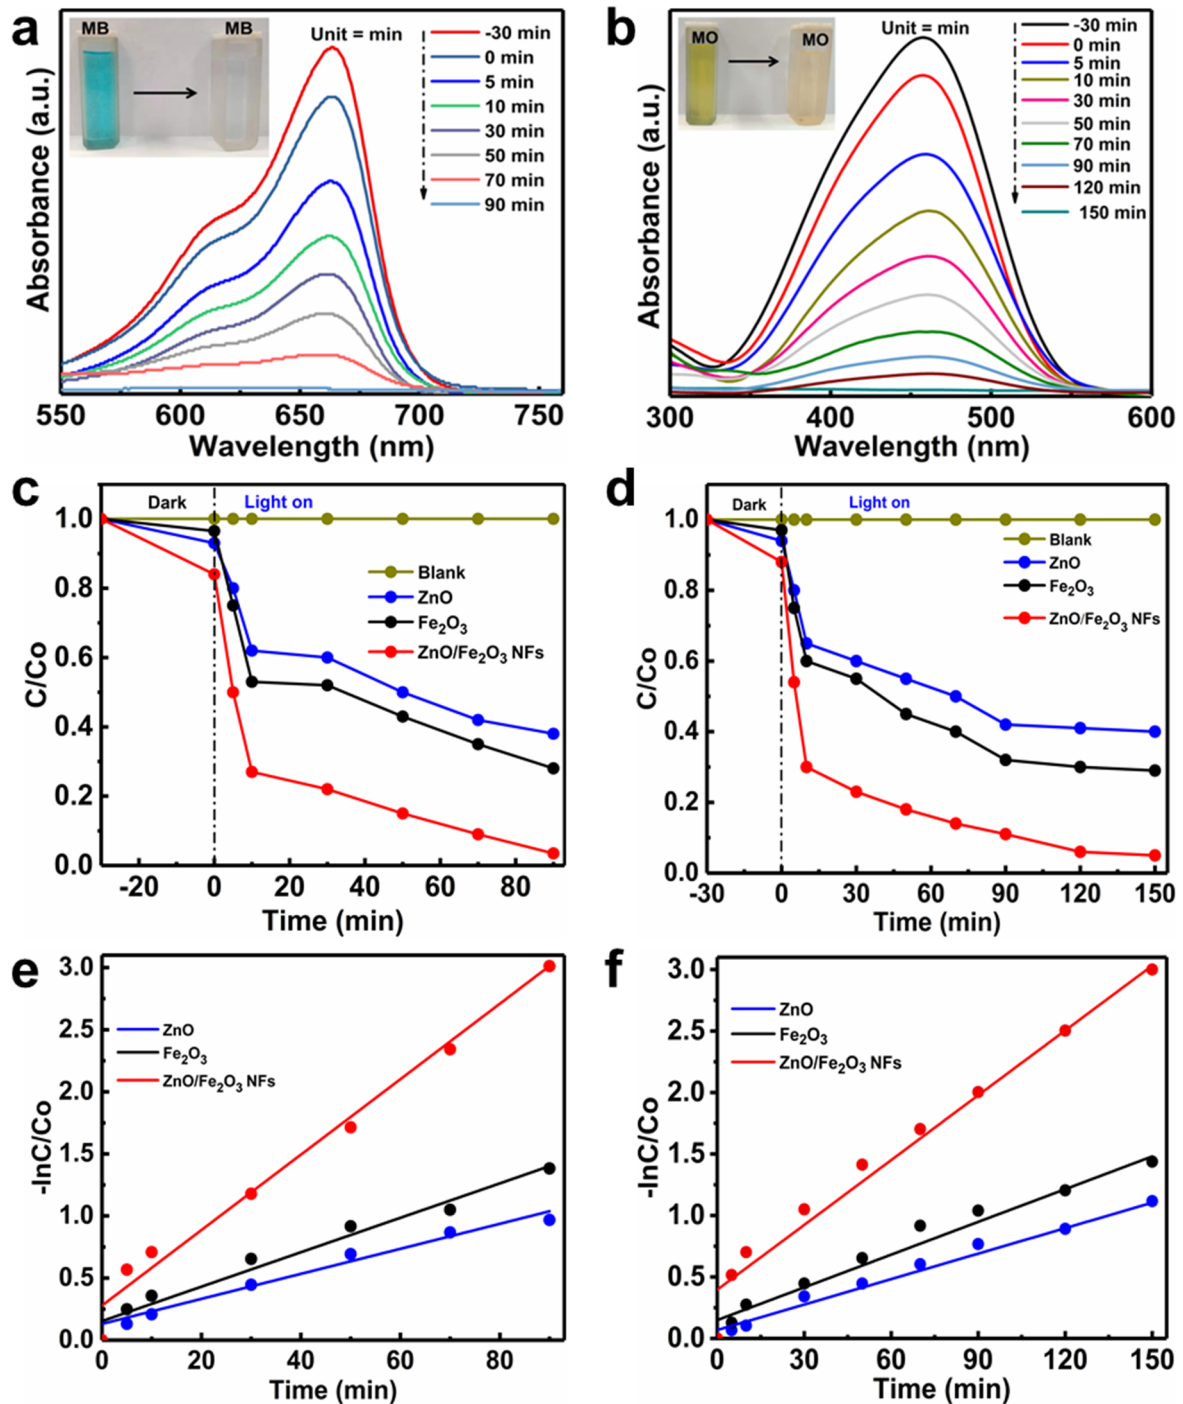 a
MB
MB
Unit = min
-30 min
0 min
5 min
10 min
30 min
50 min
70 min
90 min
Absorbance (a.u.)
550
600
650
700
750
Wavelength (nm)
b
MO
MO
Unit = min
-30 min
0 min
5 min
10 min
30 min
50 min
70 min
90 min
120 min
150 min
Absorbance (a.u.)
300
400
500
600
Wavelength (nm)
c
Dark
Light on
1.0
0.8
0.6
0.4
0.2
0.0
C/Co
Blank
ZnO
Fe₂O₃
ZnO/Fe₂O₃ NFs
-20
0
20
40
60
80
Time (min)
d
Dark
Light on
1.0
0.8
0.6
0.4
0.2
0.0
C/Co
Blank
ZnO
Fe₂O₃
ZnO/Fe₂O₃ NFs
-30
0
30
60
90
120
150
Time (min)
e
3.0
2.5
2.0
1.5
1.0
0.5
0.0
-lnC/Co
ZnO
Fe₂O₃
ZnO/Fe₂O₃ NFs
0
20
40
60
80
Time (min)
f
3.0
2.5
2.0
1.5
1.0
0.5
0.0
-lnC/Co
ZnO
Fe₂O₃
ZnO/Fe₂O₃ NFs
0
30
60
90
120
150
Time (min)